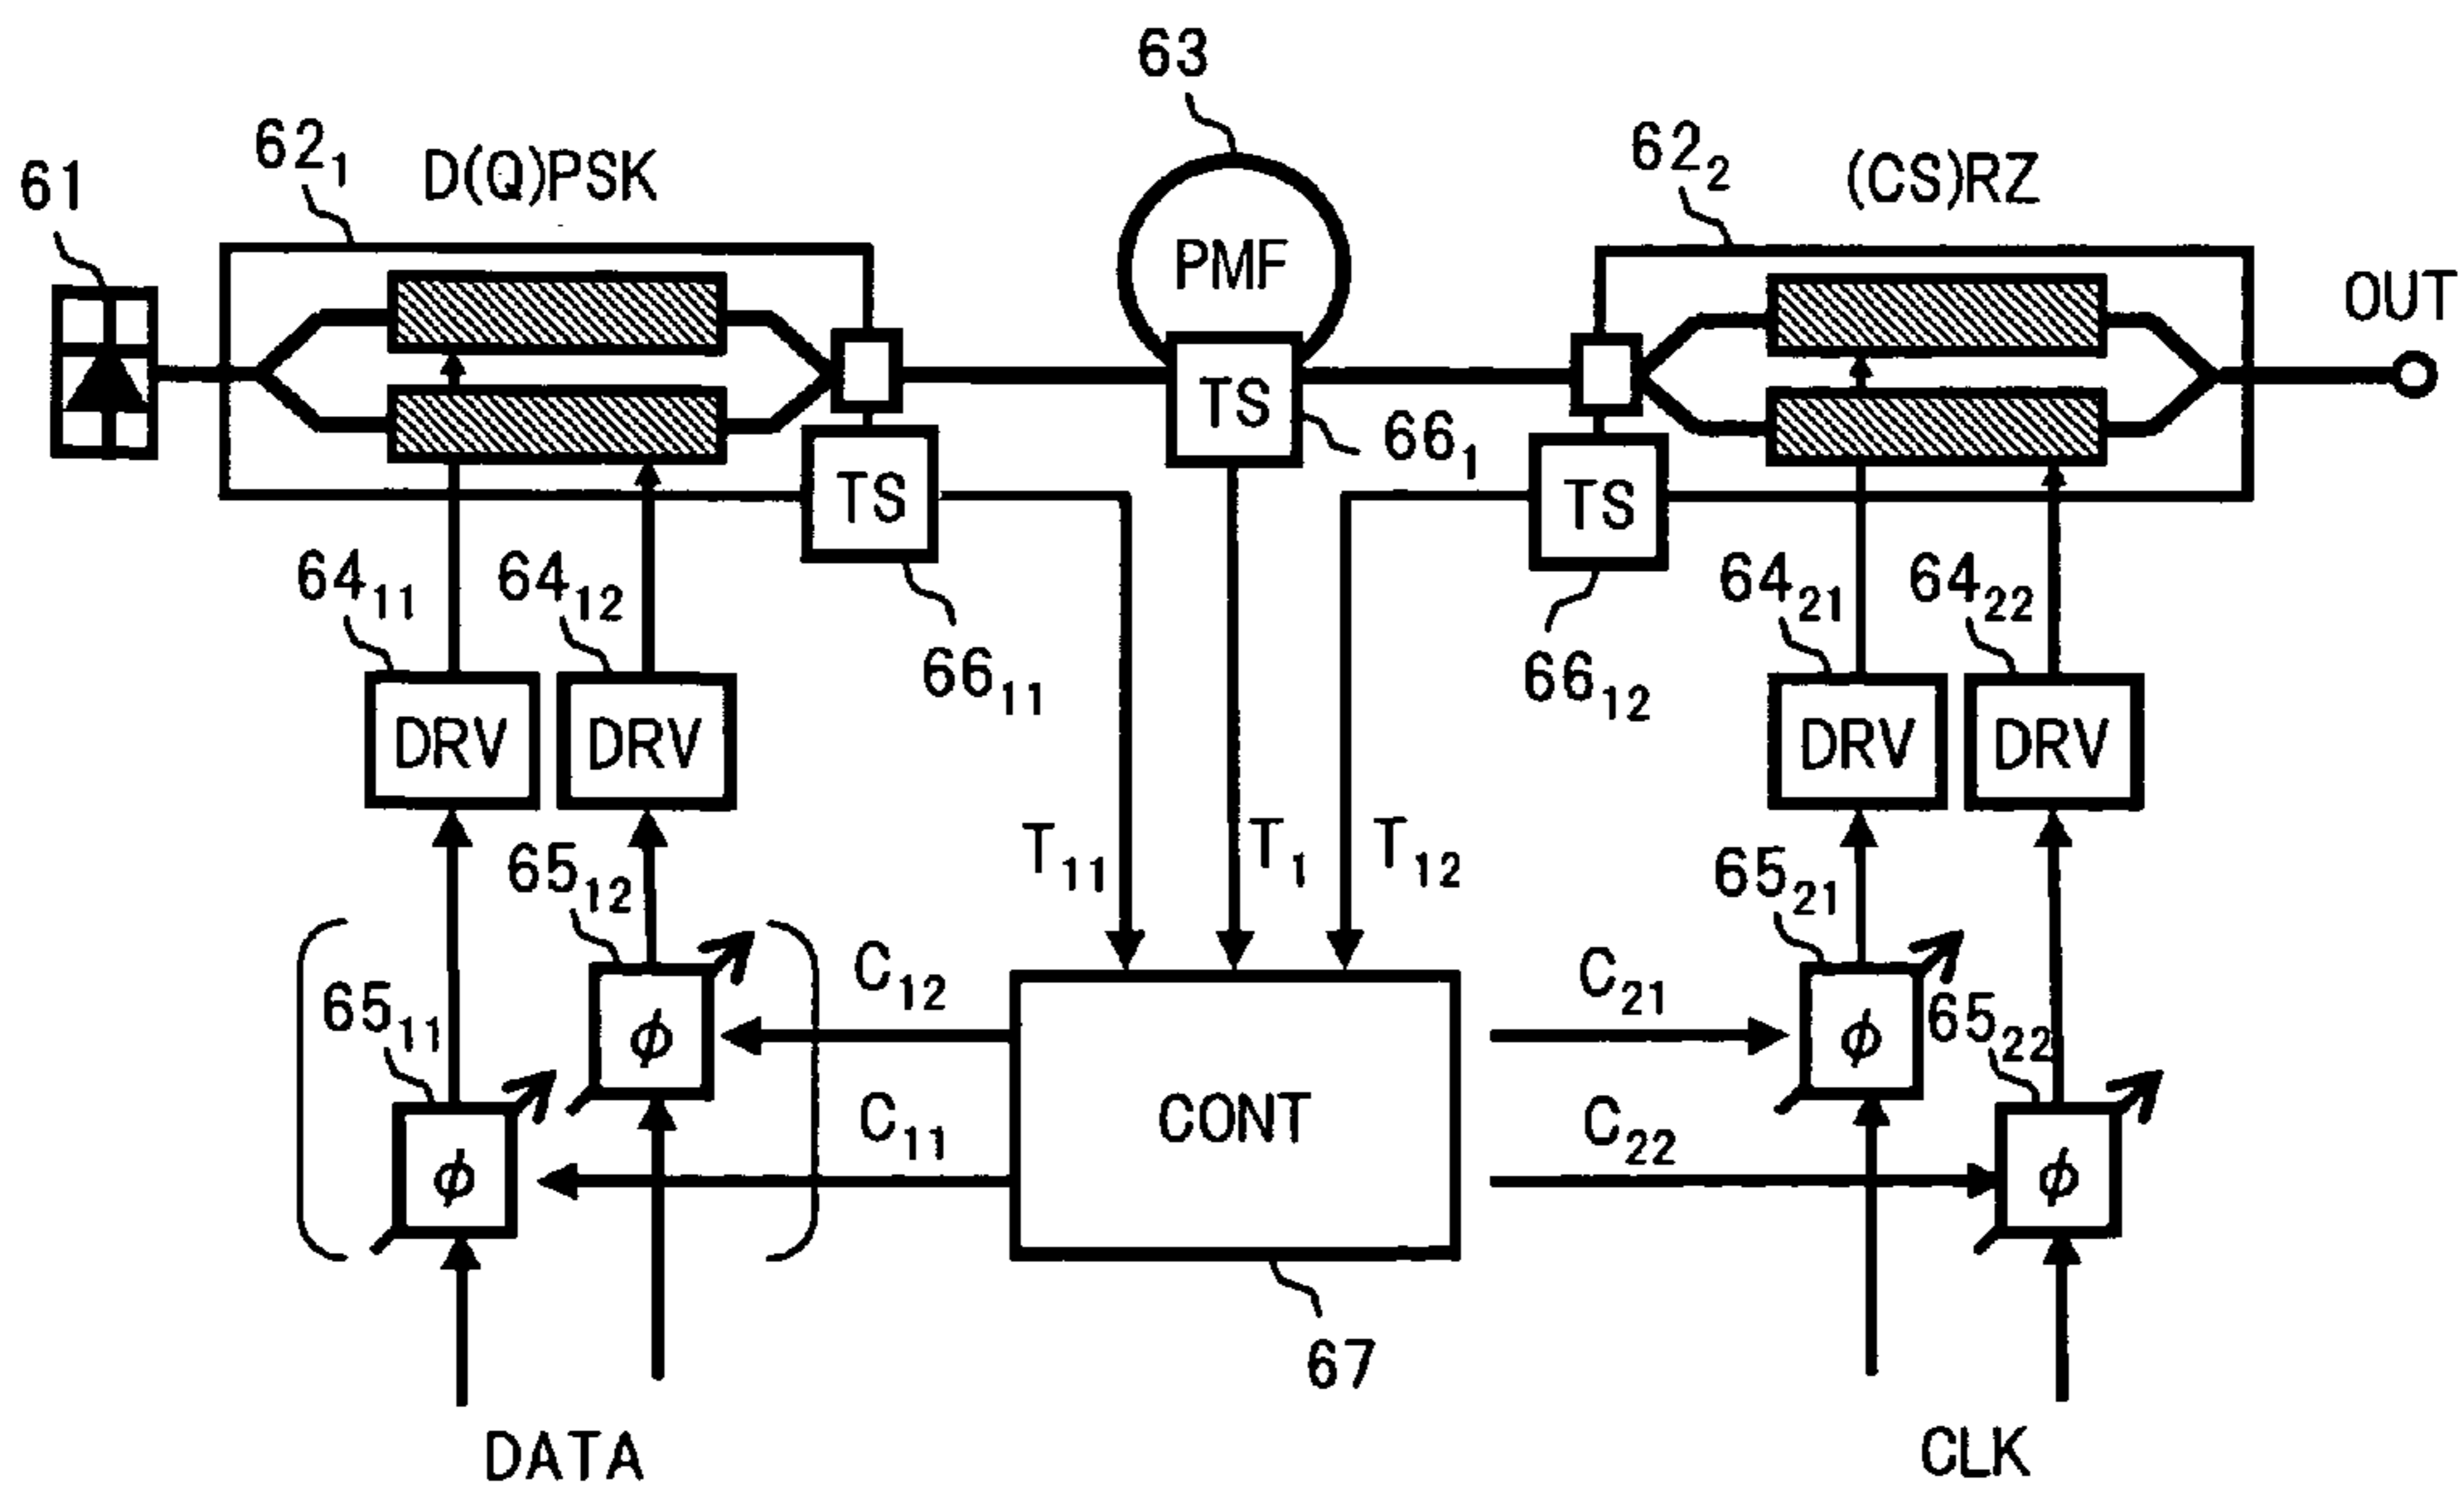 63
61
62₁
D(Q)PSK
62₂
(CS)RZ
PMF
OUT
TS
66₁
TS
TS
64₁₁
64₁₂
66₁₁
66₁₂
64₂₁
64₂₂
DRV
DRV
DRV
DRV
T₁₁
T₁
T₁₂
65₁₂
65₂₁
C₁₂
C₂₁
65₁₁
ϕ
ϕ
65₂₂
C₁₁
CONT
C₂₂
ϕ
ϕ
67
DATA
CLK